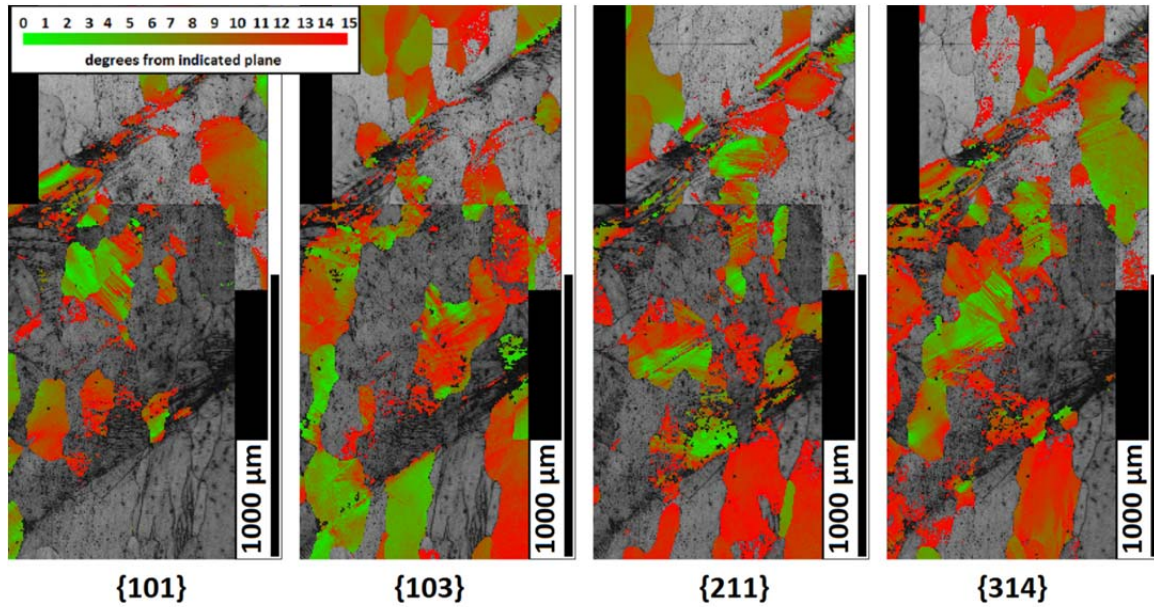 0 1 2 3 4 5 6 7 8 9 10 11 12 13 14 15
degrees from indicated plane
1000 µm
1000 µm
1000 µm
1000 µm
{101}
{103}
{211}
{314}